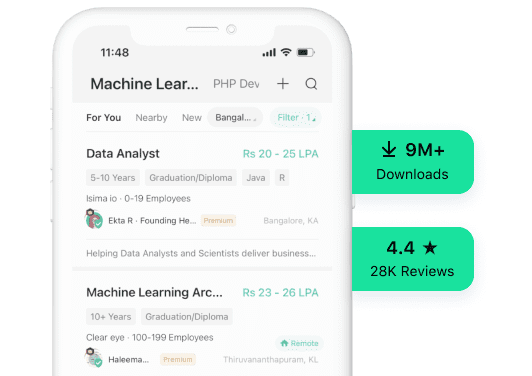 11:48
Machine Lear... PHP Dev
For You Nearby New Bangal... Filter · 1
Data Analyst Rs 20 - 25 LPA
5-10 Years Graduation/Diploma Java R
Isima io · 0-19 Employees
Ekta R · Founding He... Premium Bangalore, KA
Helping Data Analysts and Scientists deliver business...
Machine Learning Arc... Rs 23 - 26 LPA
10+ Years Graduation/Diploma
Clear eye · 100-199 Employees
Remote
Haleema... Premium Thiruvananthapuram, KL
9M+
Downloads
4.4 ★
28K Reviews